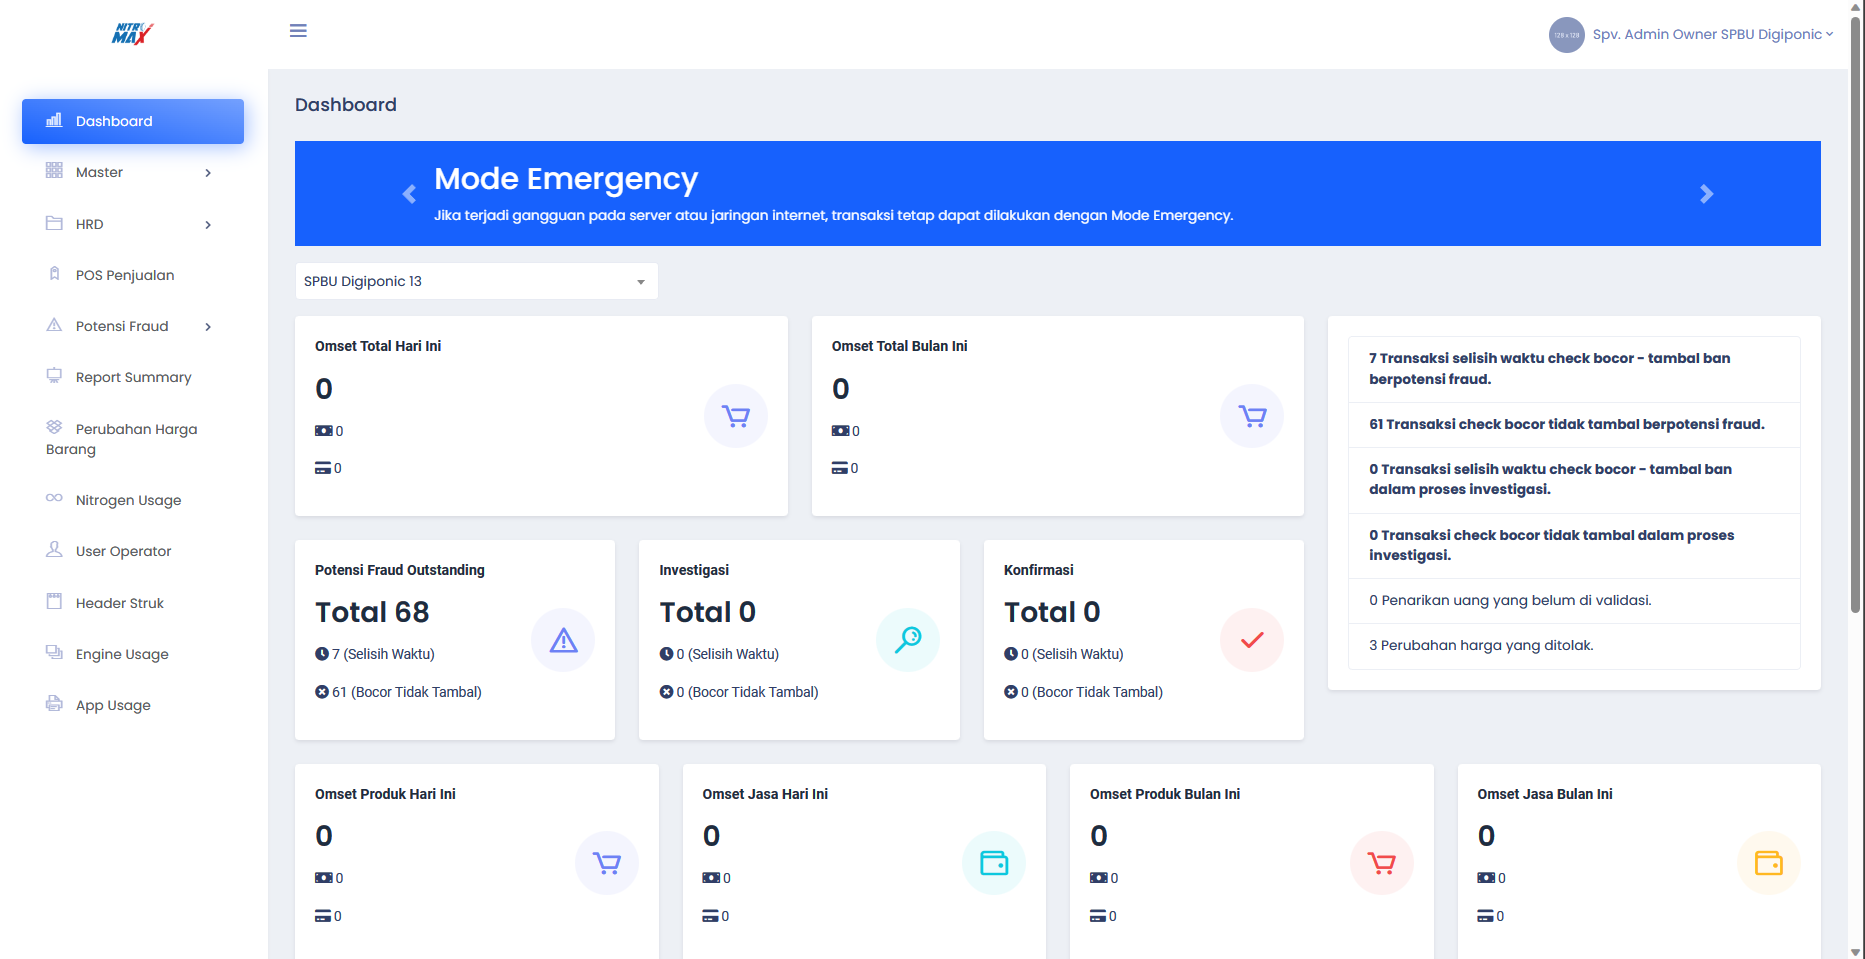 NITRO
MAX
Spv. Admin Owner SPBU Digiponic
Dashboard
Master
HRD
POS Penjualan
Potensi Fraud
Report Summary
Perubahan Harga
Barang
Nitrogen Usage
User Operator
Header Struk
Engine Usage
App Usage
Dashboard
Mode Emergency
Jika terjadi gangguan pada server atau jaringan internet, transaksi tetap dapat dilakukan dengan Mode Emergency.
SPBU Digiponic 13
Omset Total Hari Ini
0
0
0
Omset Total Bulan Ini
0
0
0
7 Transaksi selisih waktu check bocor - tambal ban
berpotensi fraud.
61 Transaksi check bocor tidak tambal berpotensi fraud.
0 Transaksi selisih waktu check bocor - tambal ban
dalam proses investigasi.
0 Transaksi check bocor tidak tambal dalam proses
investigasi.
0 Penarikan uang yang belum di validasi.
3 Perubahan harga yang ditolak.
Potensi Fraud Outstanding
Total 68
7 (Selisih Waktu)
61 (Bocor Tidak Tambal)
Investigasi
Total 0
0 (Selisih Waktu)
0 (Bocor Tidak Tambal)
Konfirmasi
Total 0
0 (Selisih Waktu)
0 (Bocor Tidak Tambal)
Omset Produk Hari Ini
0
0
0
Omset Jasa Hari Ini
0
0
0
Omset Produk Bulan Ini
0
0
0
Omset Jasa Bulan Ini
0
0
0